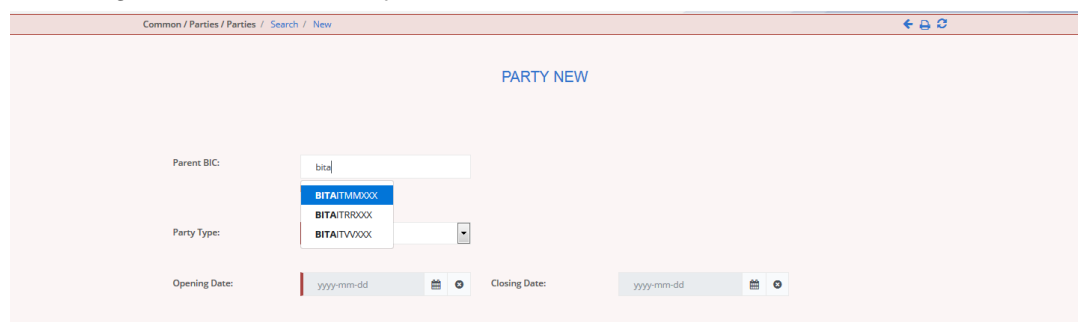 Common / Parties / Parties / Search / New
PARTY NEW
Parent BIC:
bita
BITAITMMXXX
BITAITRRXXX
Party Type:
BITAITVVXXX
Opening Date:
yyyy-mm-dd
Closing Date:
yyyy-mm-dd